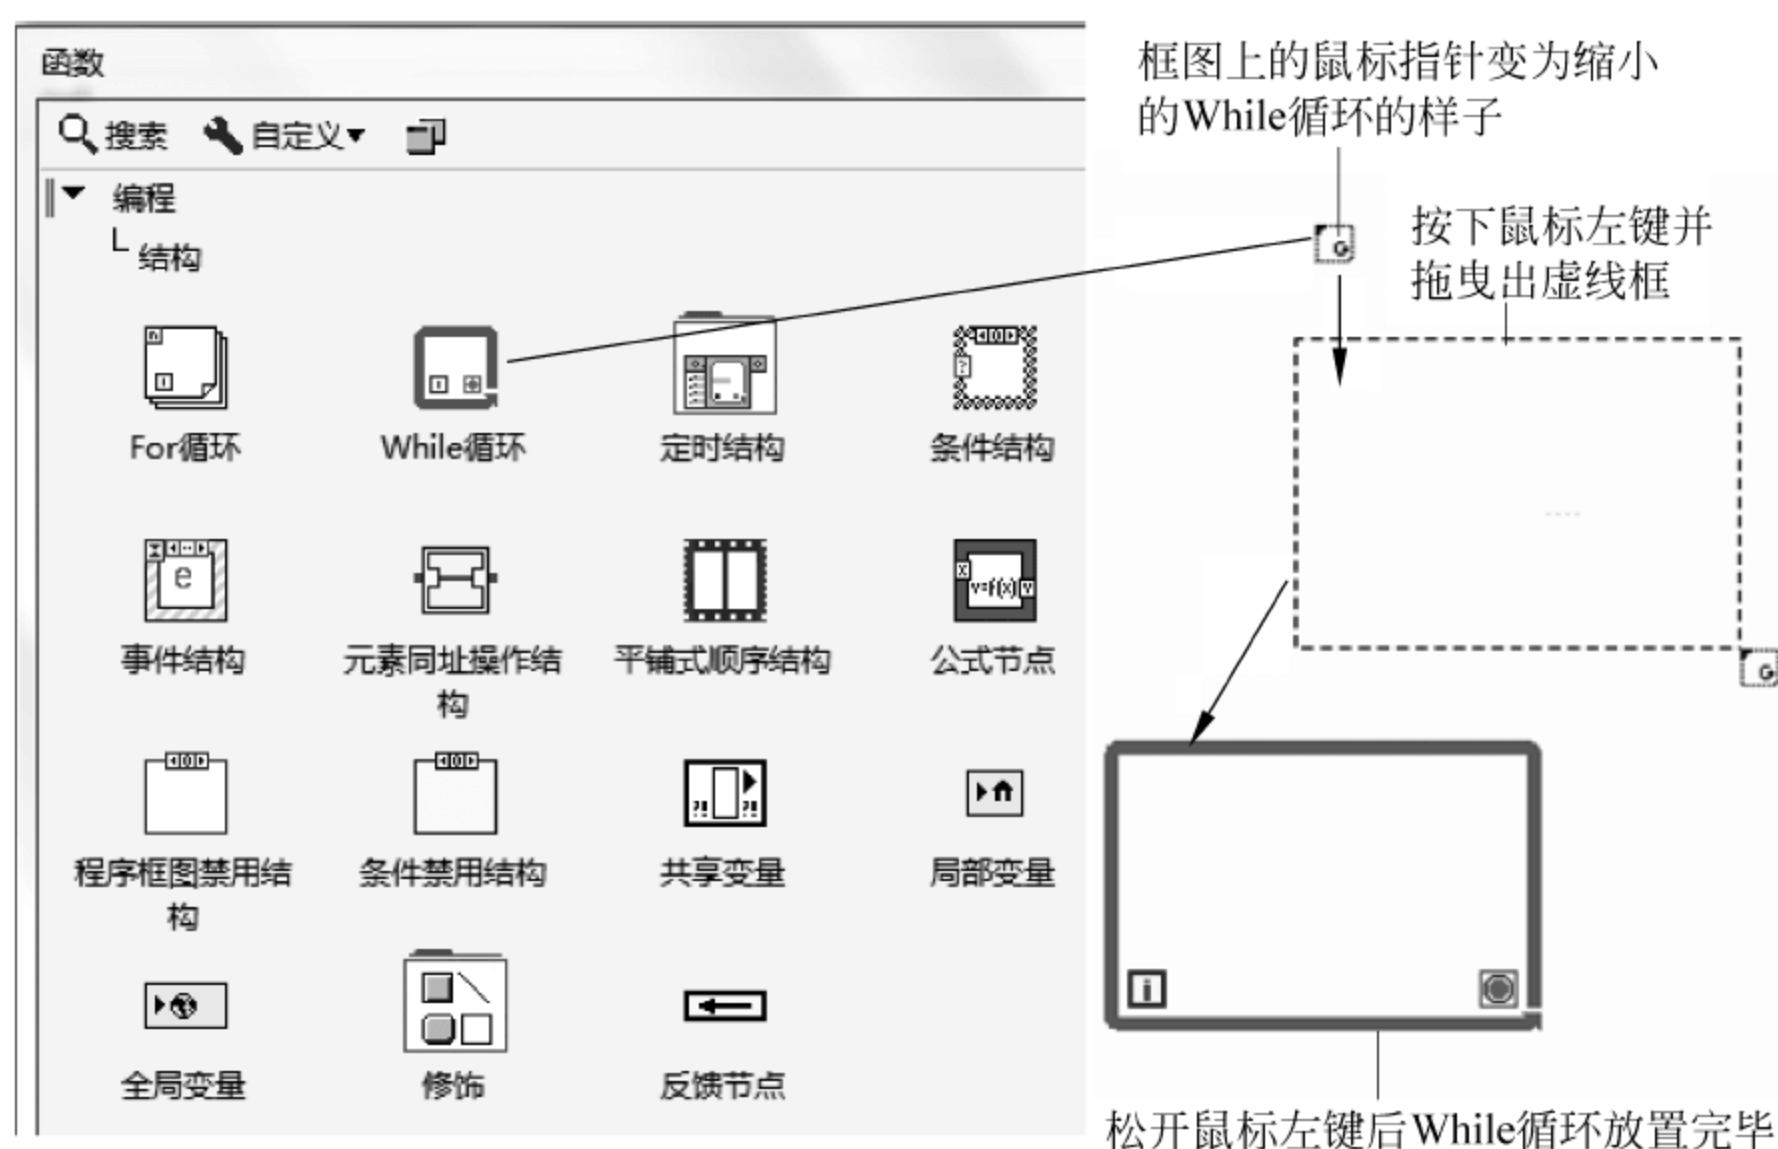 函数
搜索 自定义
编程
结构
For循环 While循环 定时结构 条件结构
事件结构 元素同址操作结 平铺式顺序结构 公式节点
构
程序框图禁用结 条件禁用结构 共享变量 局部变量
构
全局变量 修饰 反馈节点
框图上的鼠标指针变为缩小
的While循环的样子
按下鼠标左键并
拖曳出虚线框
i
松开鼠标左键后While循环放置完毕